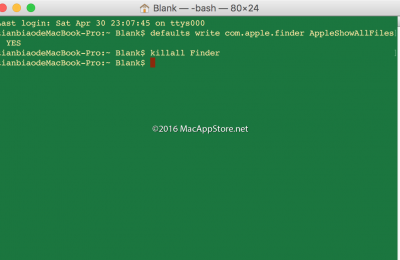 Blank — -bash — 80×24
Last login: Sat Apr 30 23:07:45 on ttys000
ianbiaodeMacBook-Pro:~ Blank$ defaults write com.apple.finder AppleShowAllFiles
YES
ianbiaodeMacBook-Pro:~ Blank$ killall Finder
ianbiaodeMacBook-Pro:~ Blank$
©2016 MacAppStore.net